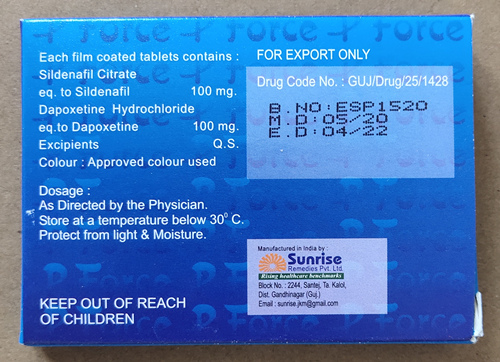 + P Force + P Force
Each film coated tablets contains :
Sildenafil Citrate
eq. to Sildenafil 100 mg.
Dapoxetine Hydrochloride
eq.to Dapoxetine 100 mg.
Excipients Q.S.
Colour : Approved colour used
Dosage :
As Directed by the Physician.
Store at a temperature below 30⁰ C.
Protect from light & Moisture.
KEEP OUT OF REACH
OF CHILDREN
FOR EXPORT ONLY
Drug Code No. : GUJ/Drug/25/1428
B.NO:ESP1520
M.D:05/20
E.D:04/22
Manufactured in India by :
Sunrise
Remedies Pvt. Ltd.
Rising healthcare benchmarks
Block No. : 2244, Santej, Ta. Kalol,
Dist. Gandhinagar (Guj.)
Email : sunrise.jkm@gmail.com